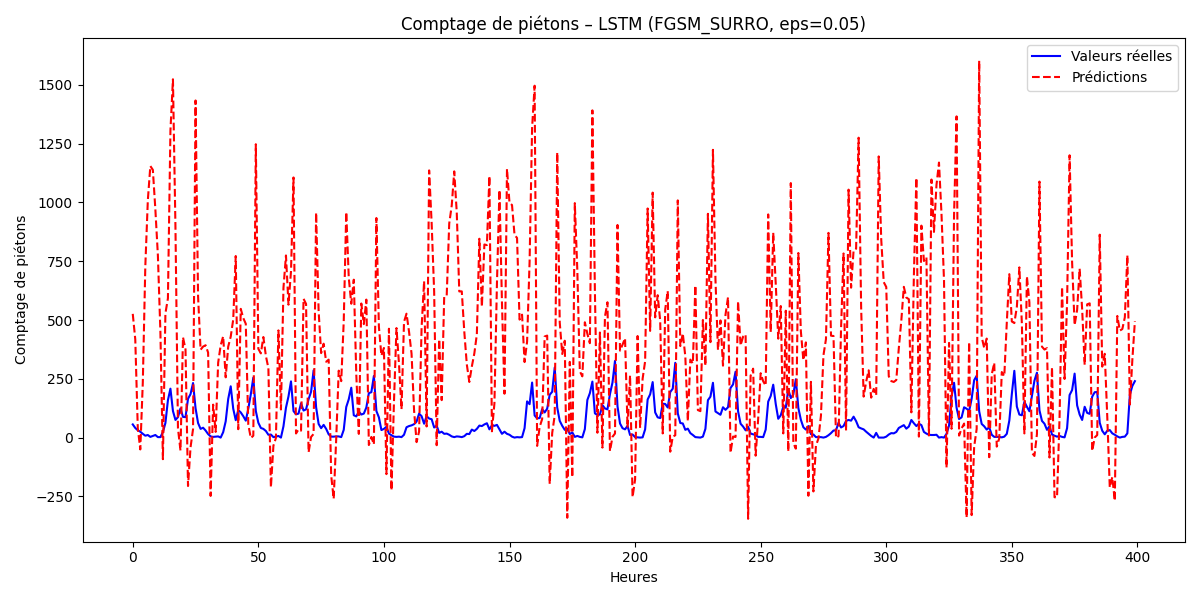 Comptage de piétons – LSTM (FGSM_SURRO, eps=0.05)
Valeurs réelles
Prédictions
Comptage de piétons
1500
1250
1000
750
500
250
0
−250
0 50 100 150 200 250 300 350 400
Heures